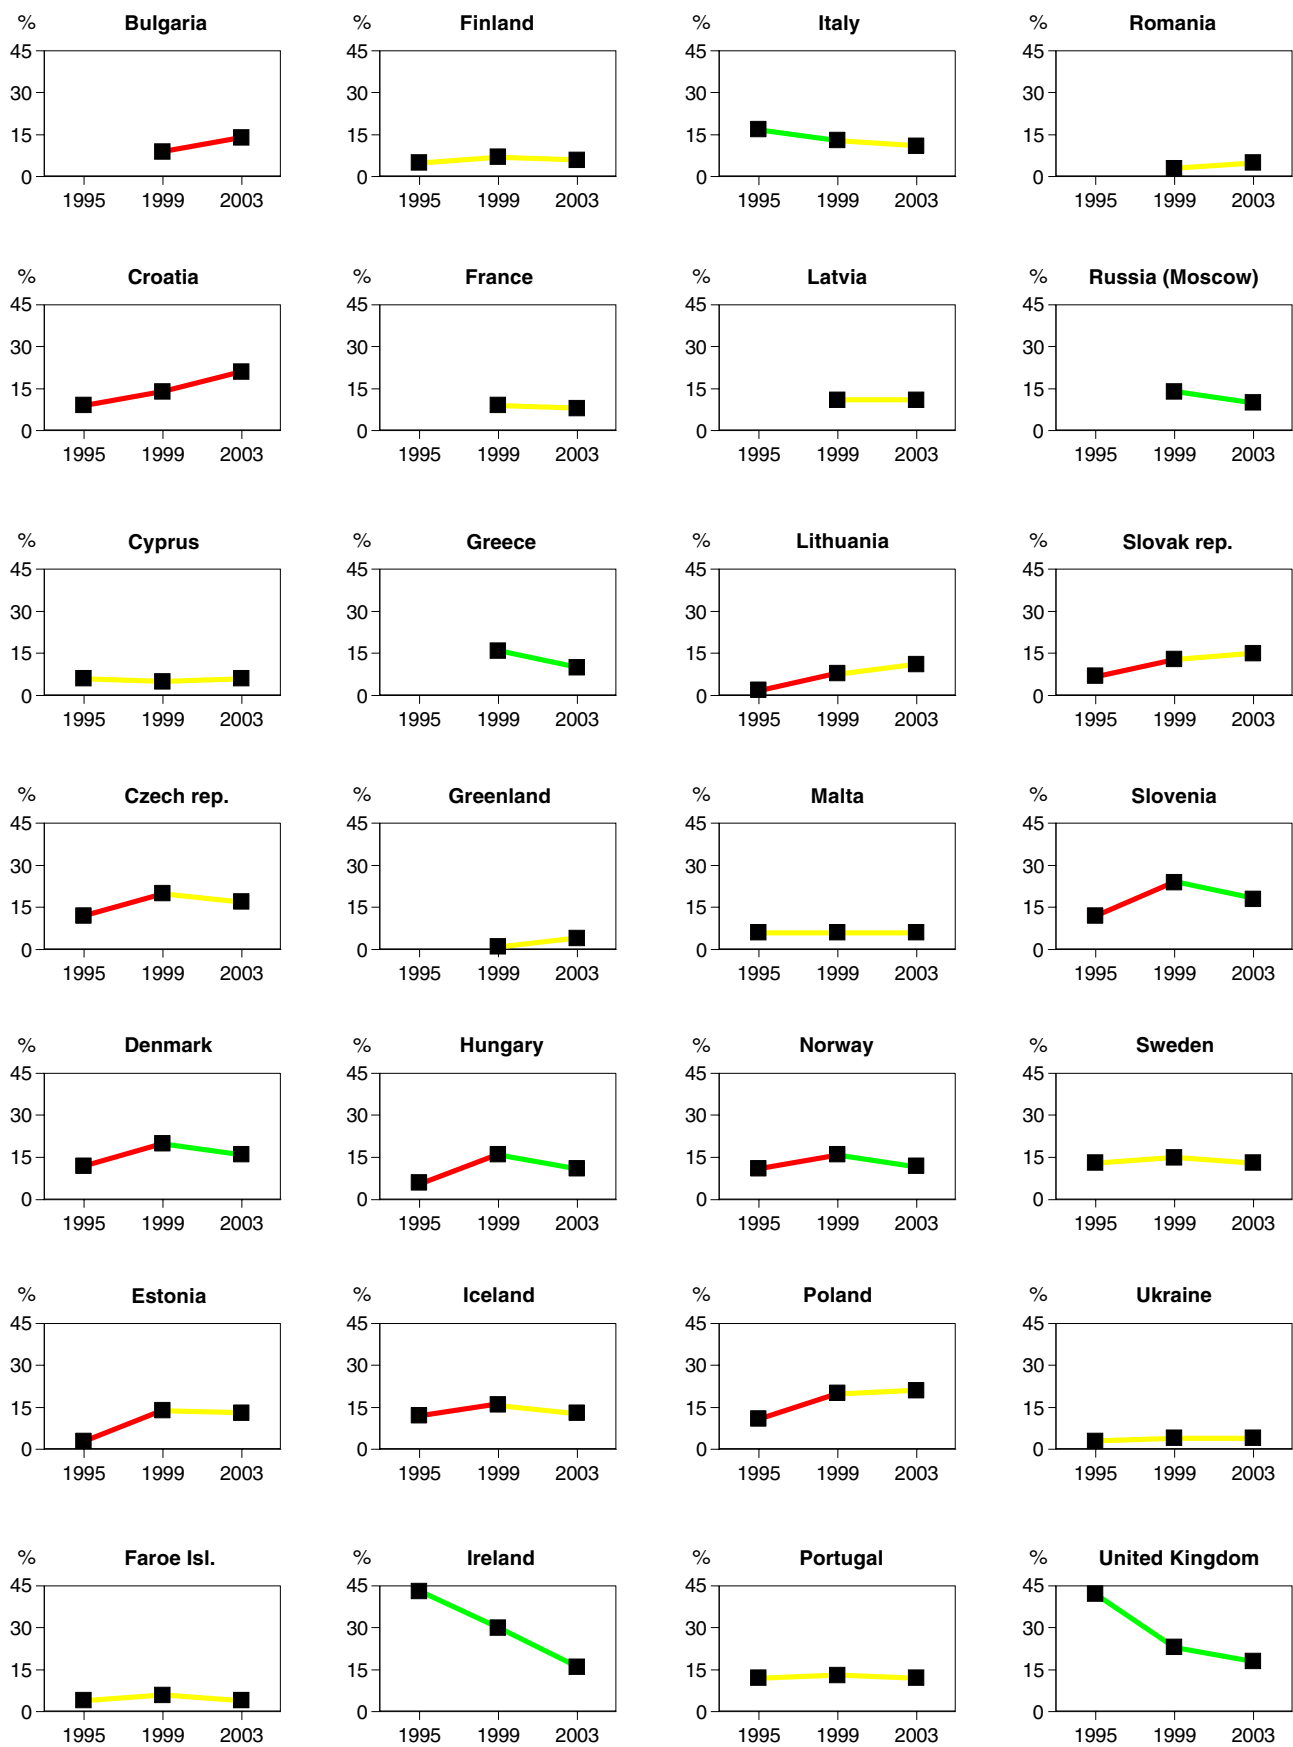 % Bulgaria % Finland % Italy % Romania
45 45 45 45
30 30 30 30
15 15 15 15
0 0 0 0
1995 1999 2003 1995 1999 2003 1995 1999 2003 1995 1999 2003
% Croatia % France % Latvia % Russia (Moscow)
45 45 45 45
30 30 30 30
15 15 15 15
0 0 0 0
1995 1999 2003 1995 1999 2003 1995 1999 2003 1995 1999 2003
% Cyprus % Greece % Lithuania % Slovak rep.
45 45 45 45
30 30 30 30
15 15 15 15
0 0 0 0
1995 1999 2003 1995 1999 2003 1995 1999 2003 1995 1999 2003
% Czech rep. % Greenland % Malta % Slovenia
45 45 45 45
30 30 30 30
15 15 15 15
0 0 0 0
1995 1999 2003 1995 1999 2003 1995 1999 2003 1995 1999 2003
% Denmark % Hungary % Norway % Sweden
45 45 45 45
30 30 30 30
15 15 15 15
0 0 0 0
1995 1999 2003 1995 1999 2003 1995 1999 2003 1995 1999 2003
% Estonia % Iceland % Poland % Ukraine
45 45 45 45
30 30 30 30
15 15 15 15
0 0 0 0
1995 1999 2003 1995 1999 2003 1995 1999 2003 1995 1999 2003
% Faroe Isl. % Ireland % Portugal % United Kingdom
45 45 45 45
30 30 30 30
15 15 15 15
0 0 0 0
1995 1999 2003 1995 1999 2003 1995 1999 2003 1995 1999 2003